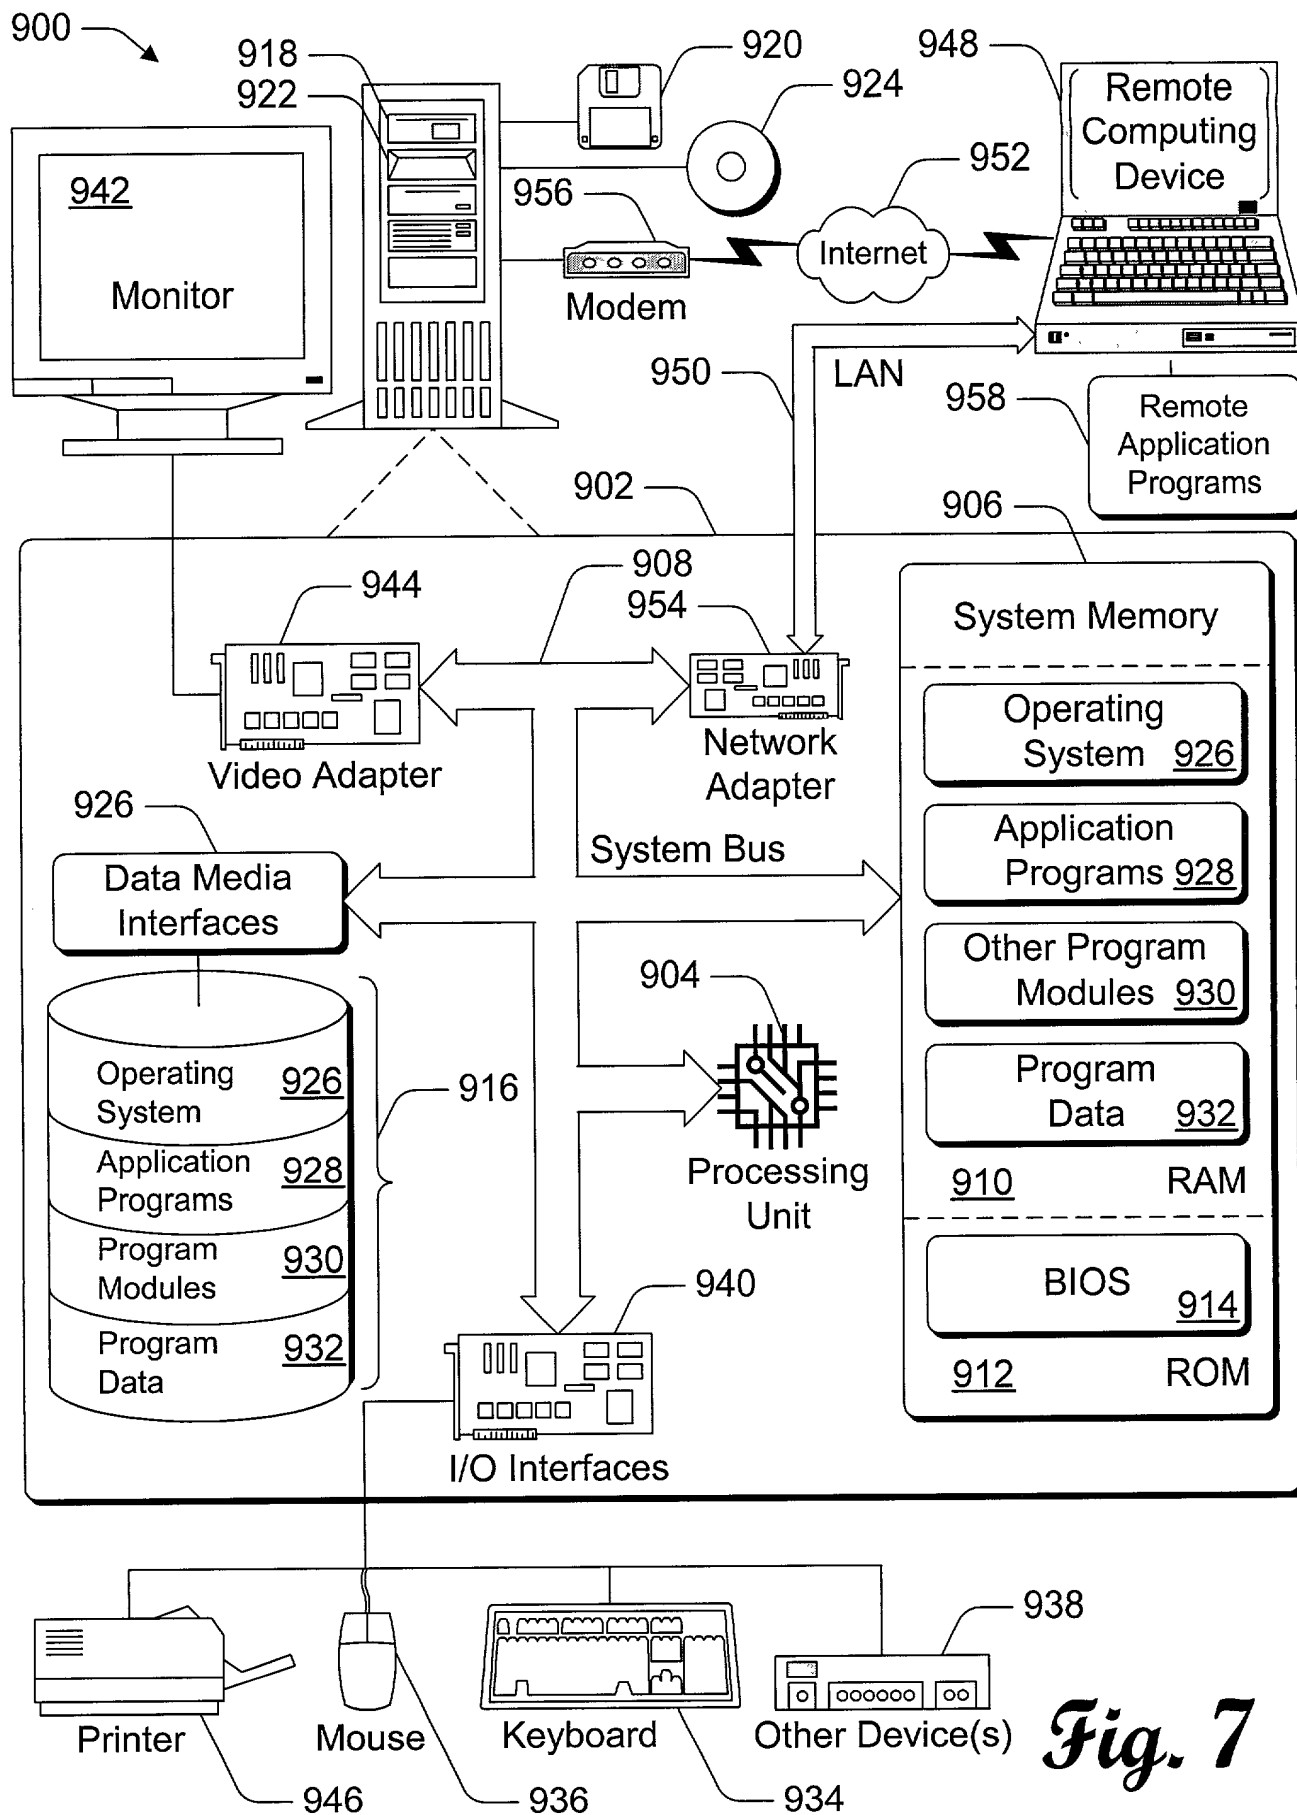 900
918
922
920
924
948
Remote
Computing
Device
952
956
942
Monitor
Internet
Modem
950
LAN
958
Remote
Application
Programs
902
906
908
944
954
System Memory
Operating
System 926
Video Adapter
Network
Adapter
926
Data Media
Interfaces
System Bus
Application
Programs 928
Other Program
Modules 930
904
Operating
System 926
916
Program
Data 932
Application
Programs 928
Processing
Unit
910 RAM
Program
Modules 930
940
BIOS
914
Program
Data 932
912 ROM
I/O Interfaces
938
Printer
Mouse
Keyboard
Other Device(s)
Fig. 7
946
936
934